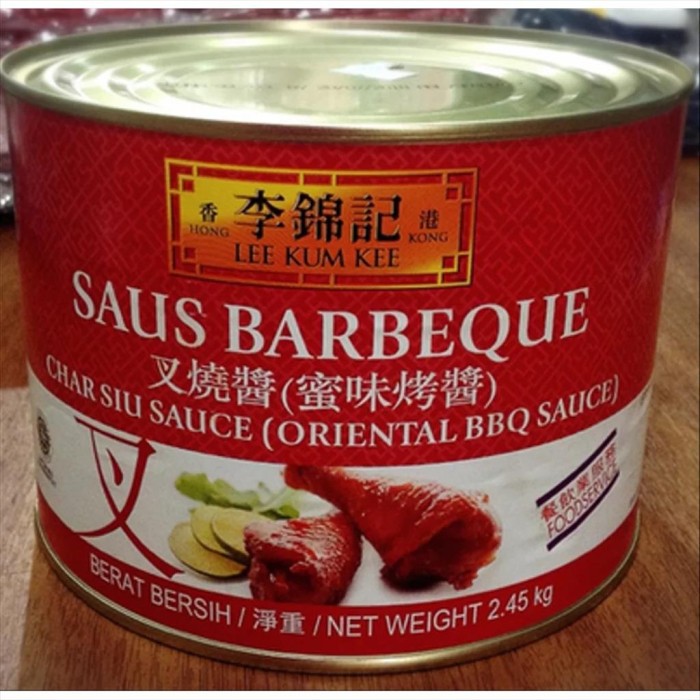 香 李錦記 港
HONG KONG
LEE KUM KEE
SAUS BARBEQUE
叉燒醬(蜜味烤醬)
CHAR SIU SAUCE (ORIENTAL BBQ SAUCE)
叉
餐飲業服務
FOODSERVICE
BERAT BERSIH / 淨重 / NET WEIGHT 2.45 kg